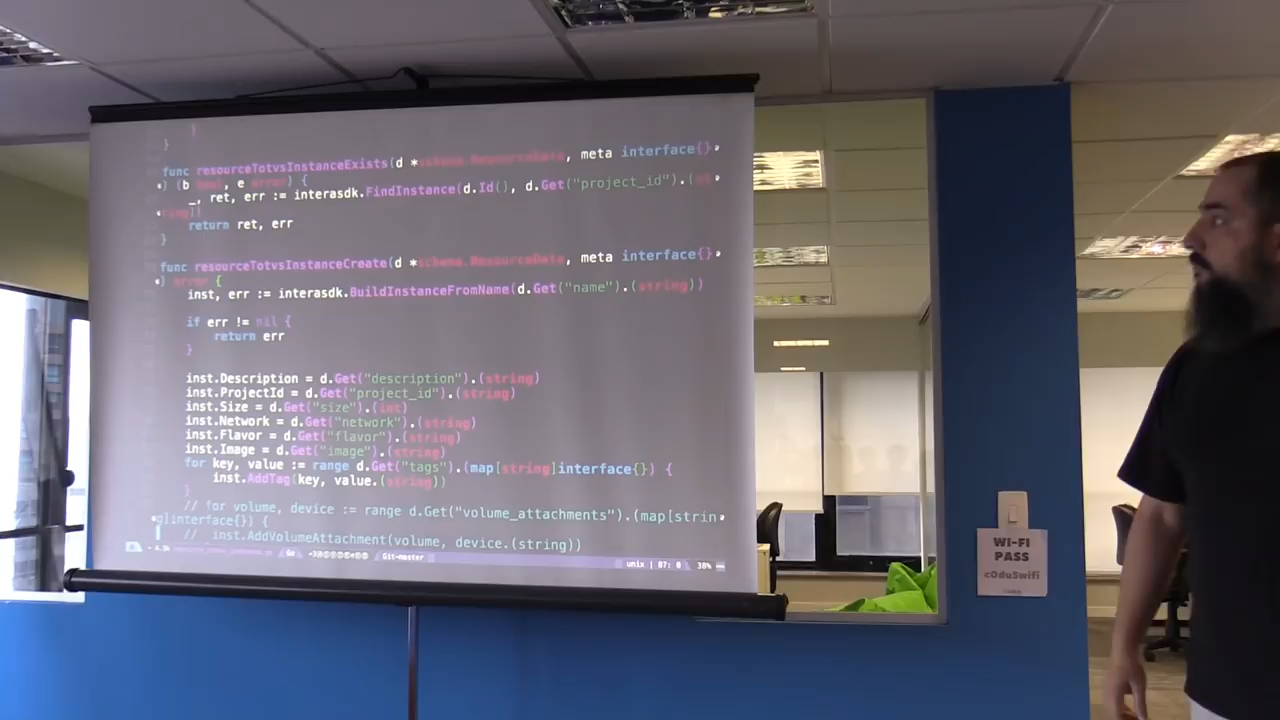 }
}
func resourceTotvsInstanceExists(d *schema.ResourceData, meta interface{}
) (b bool, e error) {
_, ret, err := interasdk.FindInstance(d.Id(), d.Get("project_id").(st
ring))
return ret, err
}
func resourceTotvsInstanceCreate(d *schema.ResourceData, meta interface{}
) error {
inst, err := interasdk.BuildInstanceFromName(d.Get("name").(string))
if err != nil {
return err
}
inst.Description = d.Get("description").(string)
inst.ProjectId = d.Get("project_id").(string)
inst.Size = d.Get("size").(int)
inst.Network = d.Get("network").(string)
inst.Flavor = d.Get("flavor").(string)
inst.Image = d.Get("image").(string)
for key, value := range d.Get("tags").(map[string]interface{}) {
inst.AddTag(key, value.(string))
}
// for volume, device := range d.Get("volume_attachments").(map[strin
g]interface{}) {
// inst.AddVolumeAttachment(volume, device.(string))
Go Git-master unix | 87: 0 38%
WI-FI
PASS
cOdu5wifi